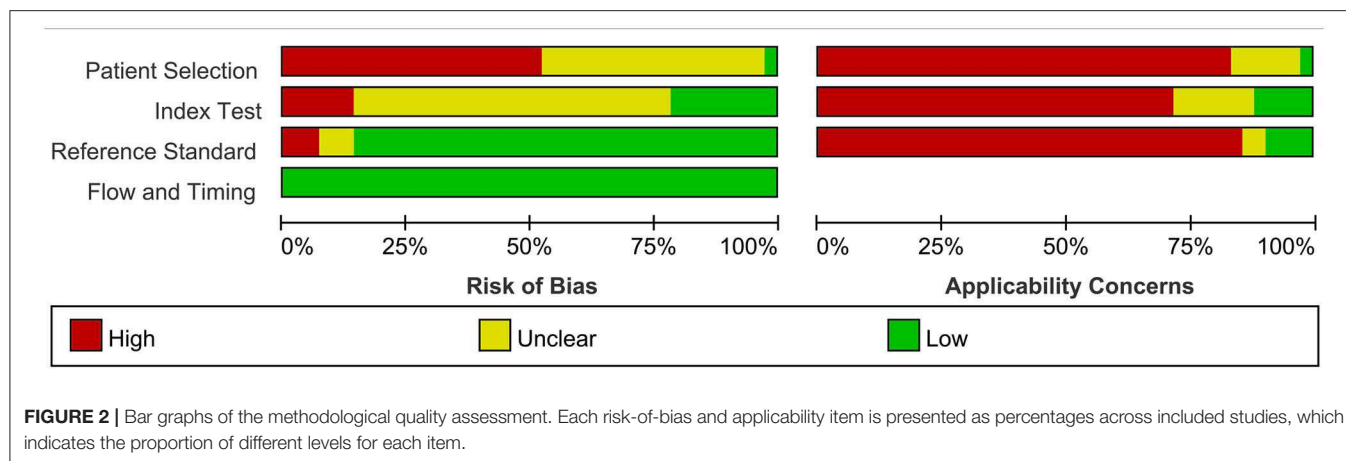 Patient Selection
Index Test
Reference Standard
Flow and Timing
0% 25% 50% 75% 100% 0% 25% 50% 75% 100%
Risk of Bias Applicability Concerns
High Unclear Low
FIGURE 2 | Bar graphs of the methodological quality assessment. Each risk-of-bias and applicability item is presented as percentages across included studies, which
indicates the proportion of different levels for each item.